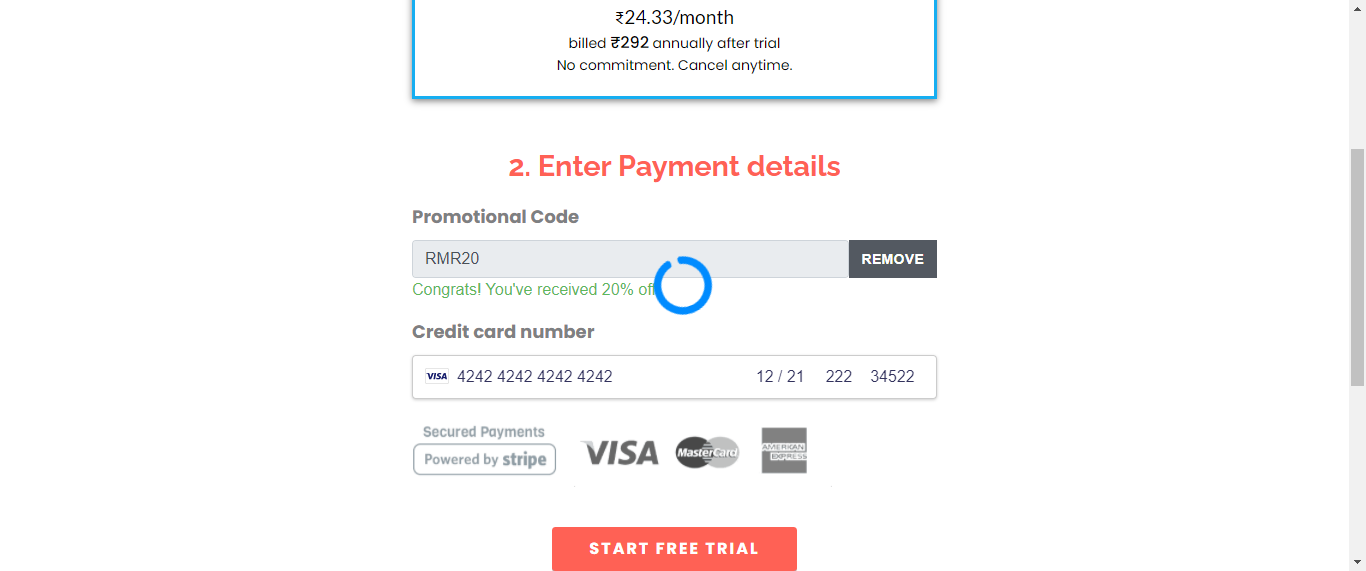 ₹24.33/month
billed ₹292 annually after trial
No commitment. Cancel anytime.
2. Enter Payment details
Promotional Code
RMR20 REMOVE
Congrats! You've received 20% off
Credit card number
VISA 4242 4242 4242 4242 12 / 21 222 34522
Secured Payments
Powered by stripe VISA MasterCard AMERICAN EXPRESS
START FREE TRIAL